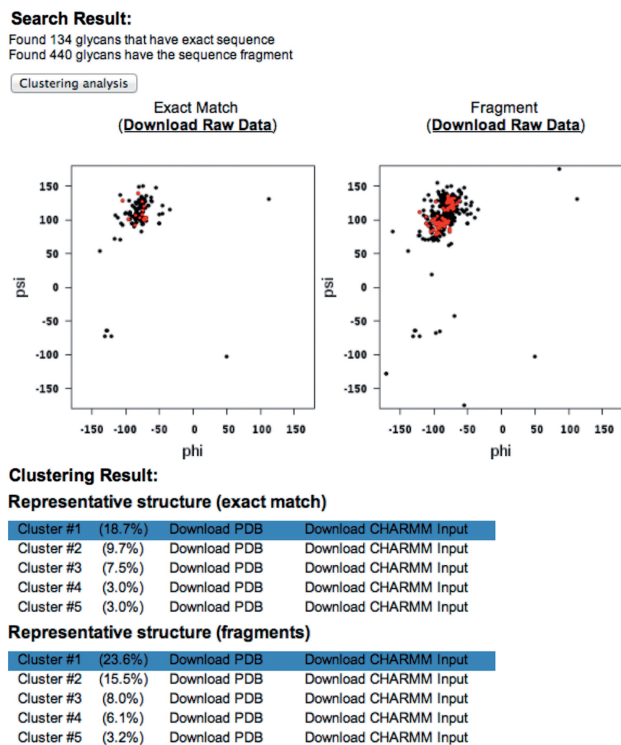 Search Result:
Found 134 glycans that have exact sequence
Found 440 glycans have the sequence fragment
Clustering analysis
Exact Match
(Download Raw Data)
Fragment
(Download Raw Data)
psi
150
100
50
0
-50
-100
-150
-150 -100 -50 0 50 100 150
phi
psi
150
100
50
0
-50
-100
-150
-150 -100 -50 0 50 100 150
phi
Clustering Result:
Representative structure (exact match)
Cluster #1 (18.7%) Download PDB Download CHARMM Input
Cluster #2 (9.7%) Download PDB Download CHARMM Input
Cluster #3 (7.5%) Download PDB Download CHARMM Input
Cluster #4 (3.0%) Download PDB Download CHARMM Input
Cluster #5 (3.0%) Download PDB Download CHARMM Input
Representative structure (fragments)
Cluster #1 (23.6%) Download PDB Download CHARMM Input
Cluster #2 (15.5%) Download PDB Download CHARMM Input
Cluster #3 (8.0%) Download PDB Download CHARMM Input
Cluster #4 (6.1%) Download PDB Download CHARMM Input
Cluster #5 (3.2%) Download PDB Download CHARMM Input